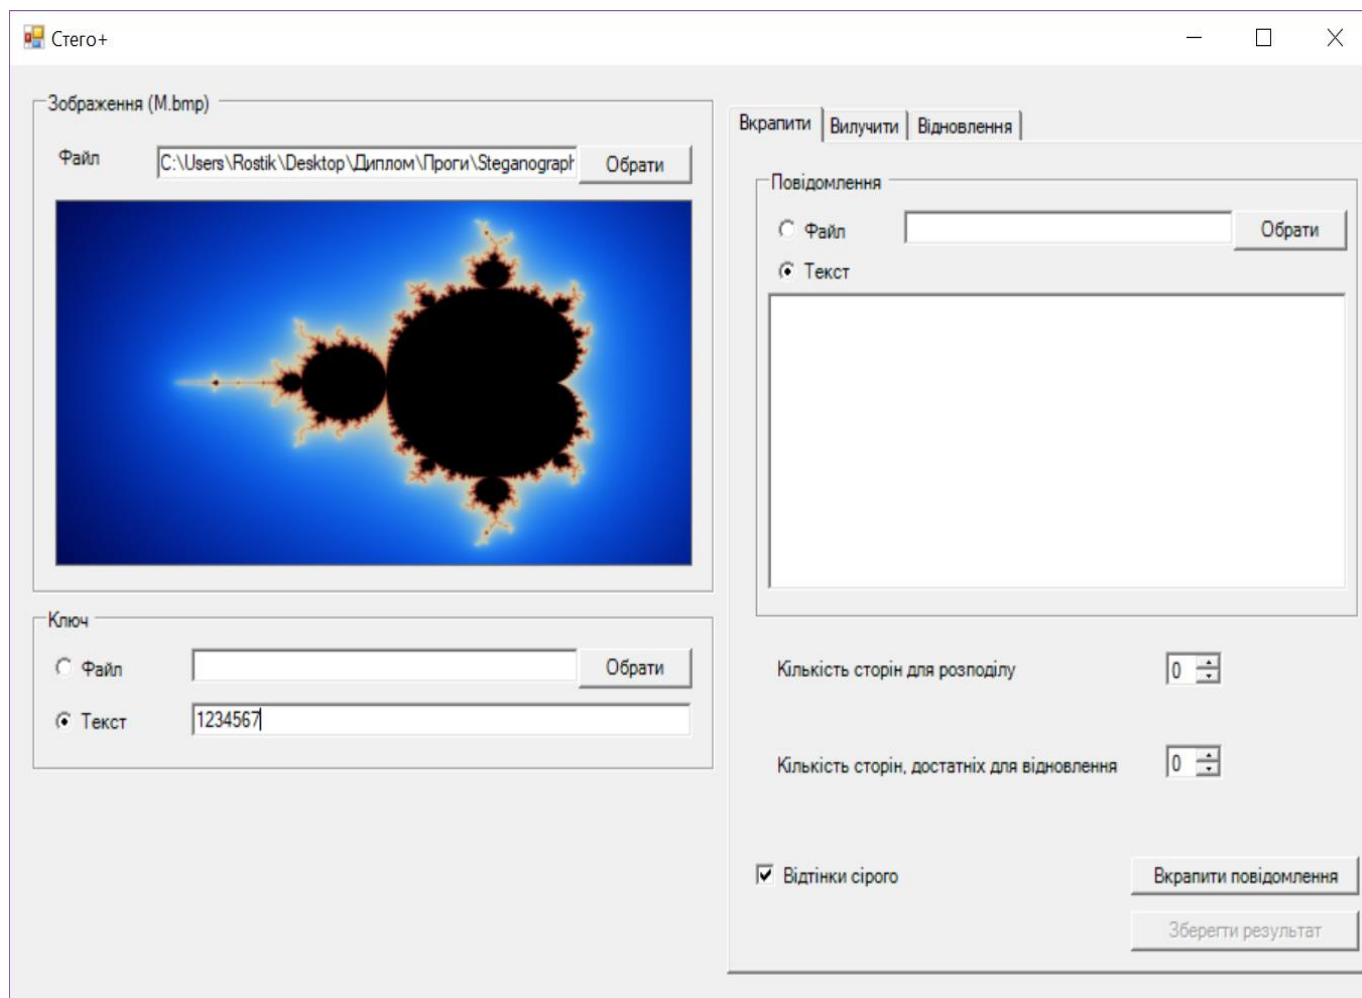 Стего+
Зображення (M.bmp)
Файл C:\Users\Rostik\Desktop\Диплом\Проги\Steganograph Обрати
Ключ
Файл Обрати
Текст 1234567
Вкрапити Вилучити Відновлення
Повідомлення
Файл Обрати
Текст
Кількість сторін для розподілу 0
Кількість сторін, достатніх для відновлення 0
Відтінки сірого Вкрапити повідомлення
Зберегти результат